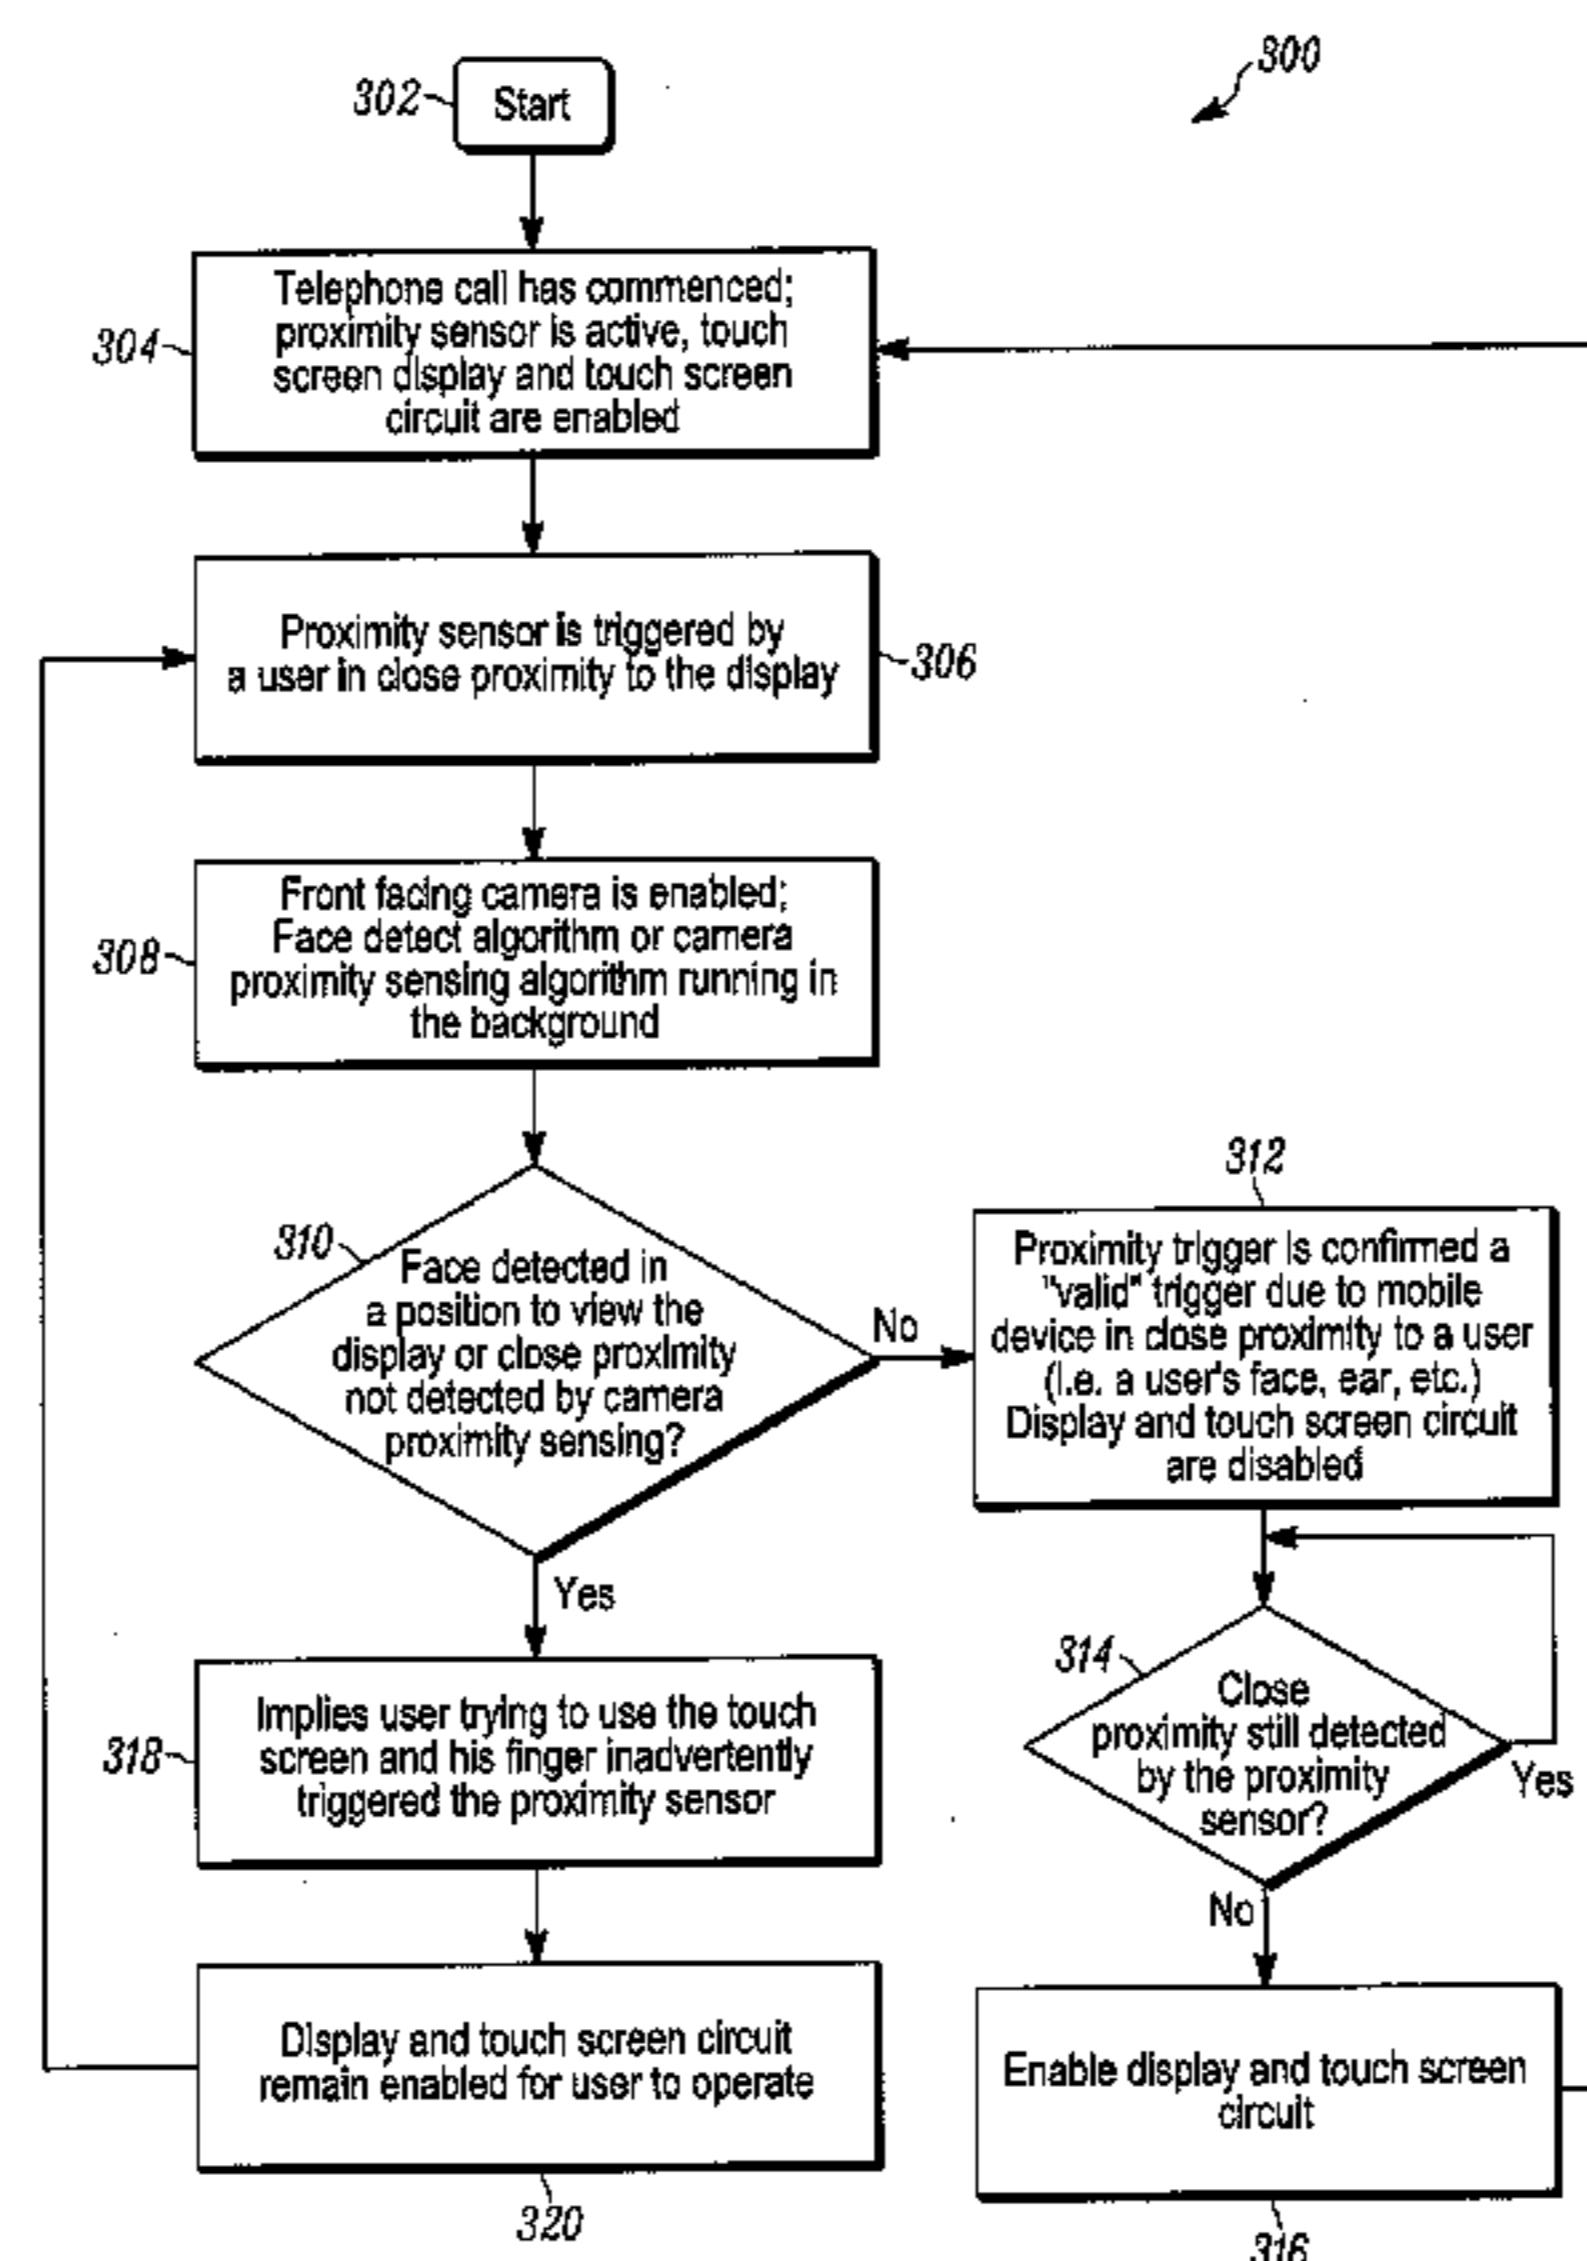 300
302
Start
304
Telephone call has commenced;
proximity sensor is active, touch
screen display and touch screen
circuit are enabled
Proximity sensor is triggered by
a user in close proximity to the display
306
308
Front facing camera is enabled;
Face detect algorithm or camera
proximity sensing algorithm running in
the background
310
Face detected in
a position to view the
display or close proximity
not detected by camera
proximity sensing?
No
Yes
312
Proximity trigger is confirmed a
"valid" trigger due to mobile
device in close proximity to a user
(i.e. a user's face, ear, etc.)
Display and touch screen circuit
are disabled
314
Close
proximity still detected
by the proximity
sensor?
Yes
No
318
Implies user trying to use the touch
screen and his finger inadvertently
triggered the proximity sensor
Display and touch screen circuit
remain enabled for user to operate
320
Enable display and touch screen
circuit
316